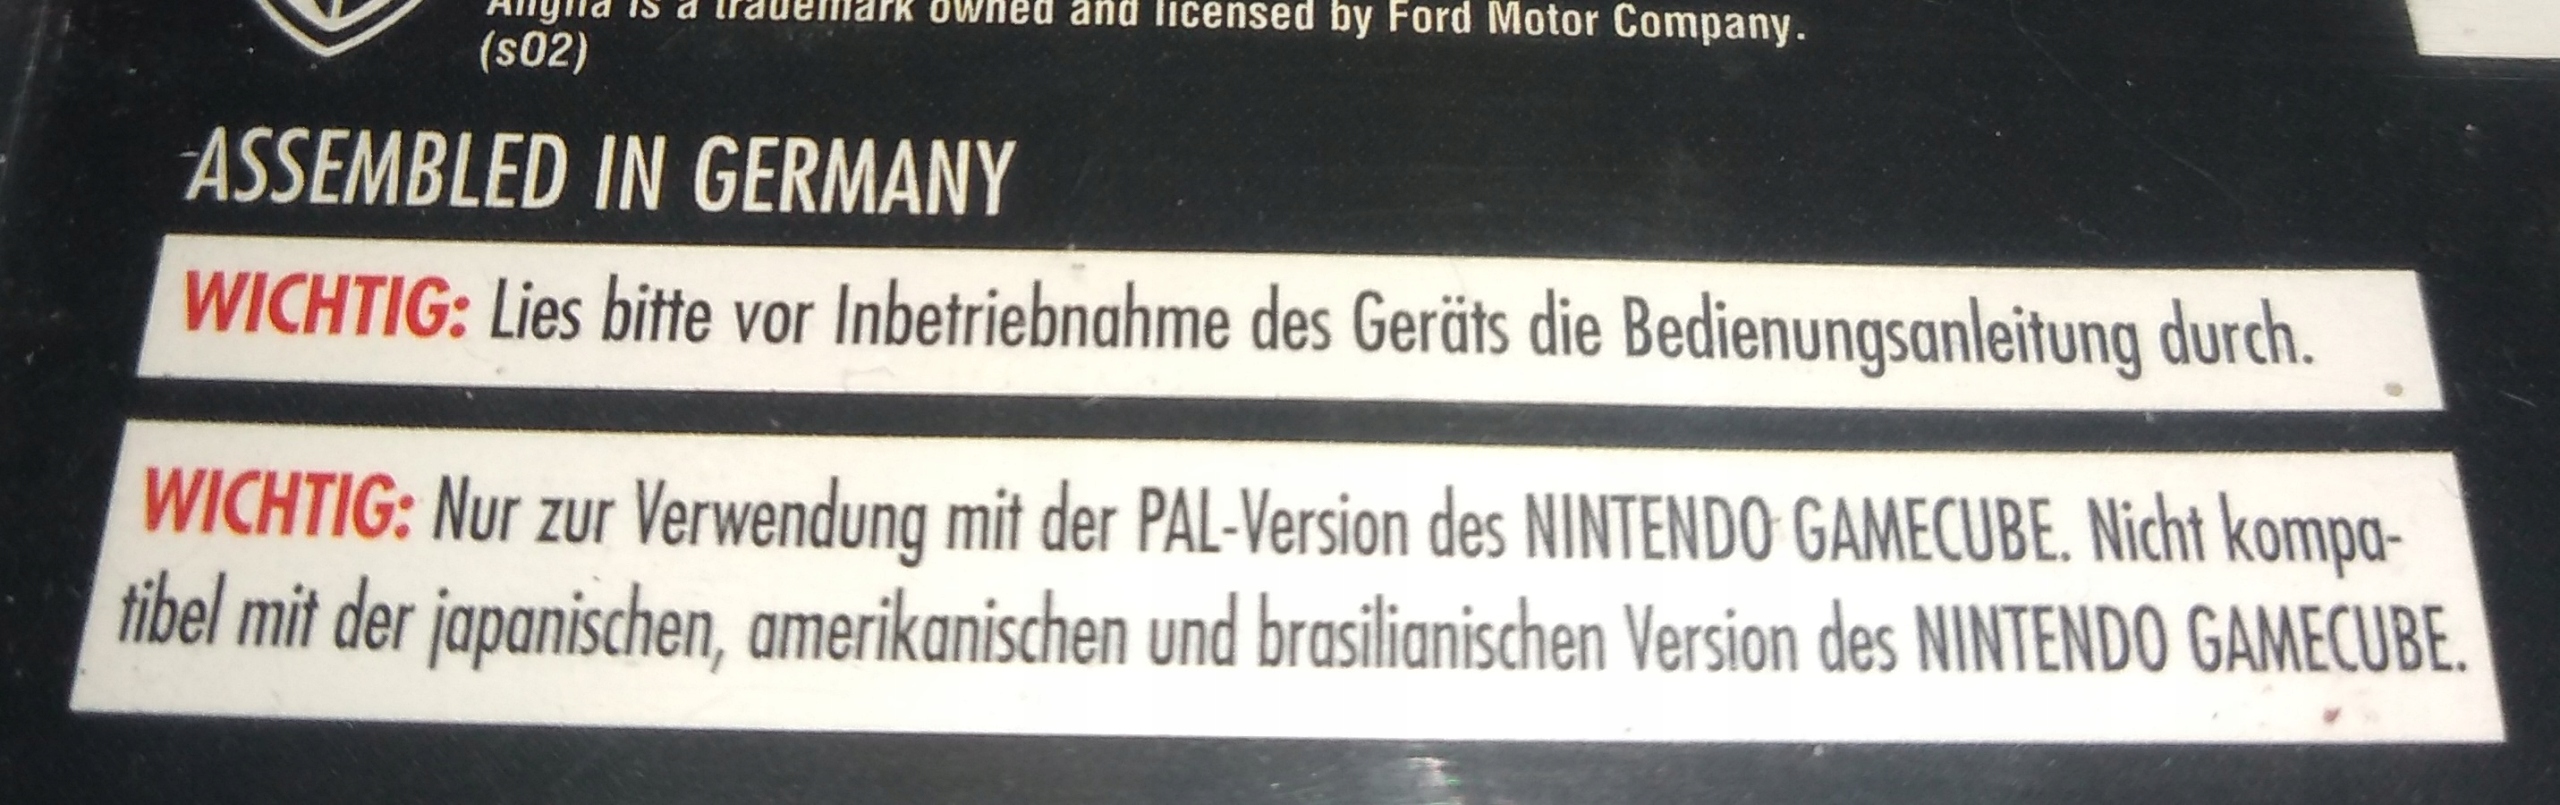 Anglia is a trademark owned and licensed by Ford Motor Company.
(s02)
ASSEMBLED IN GERMANY
WICHTIG: Lies bitte vor Inbetriebnahme des Geräts die Bedienungsanleitung durch.
WICHTIG: Nur zur Verwendung mit der PAL-Version des NINTENDO GAMECUBE. Nicht kompa-
tibel mit der japanischen, amerikanischen und brasilianischen Version des NINTENDO GAMECUBE.